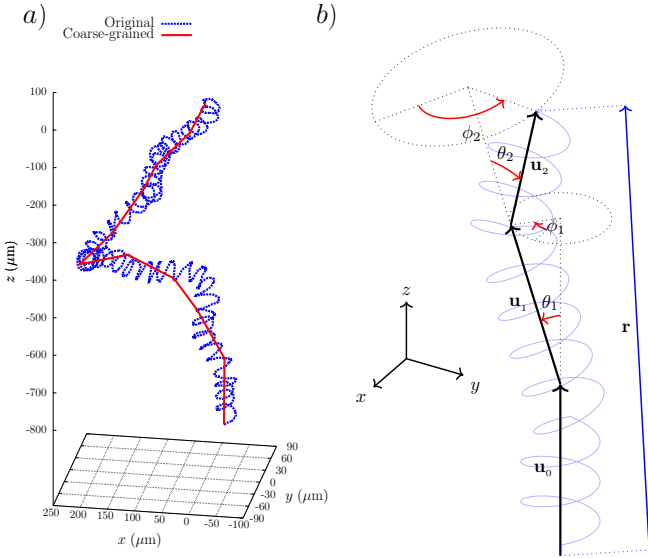 a)
Original
Coarse-grained
100
0
-100
-200
-300
-400
-500
-600
-700
-800
z (μm)
90
60
30
0
-30
-60
-90
y (μm)
250 200 150 100 50 0 -50 -100
x (μm)
b)
ϕ₂
θ₂
u₂
ϕ₁
θ₁
u₁
r
z
x
y
u₀